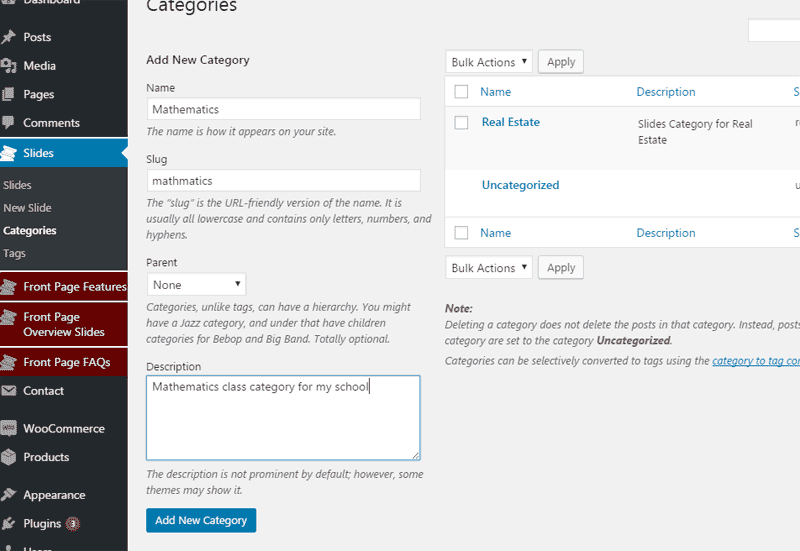 Dashboard
Posts
Media
Pages
Comments
Slides
Slides
New Slide
Categories
Tags
Front Page Features
Front Page
Overview Slides
Front Page FAQs
Contact
WooCommerce
Products
Appearance
Plugins 3
Users
Categories
Add New Category
Name
Mathematics
The name is how it appears on your site.
Slug
mathmatics
The “slug” is the URL-friendly version of the name. It is
usually all lowercase and contains only letters, numbers, and
hyphens.
Parent
None
Categories, unlike tags, can have a hierarchy. You might
have a Jazz category, and under that have children
categories for Bebop and Big Band. Totally optional.
Description
Mathematics class category for my school
The description is not prominent by default; however, some
themes may show it.
Add New Category
Bulk Actions Apply
Name Description S
Real Estate Slides Category for Real r
Estate
Uncategorized u
Name Description S
Bulk Actions Apply
Note:
Deleting a category does not delete the posts in that category. Instead, posts
category are set to the category Uncategorized.
Categories can be selectively converted to tags using the category to tag con